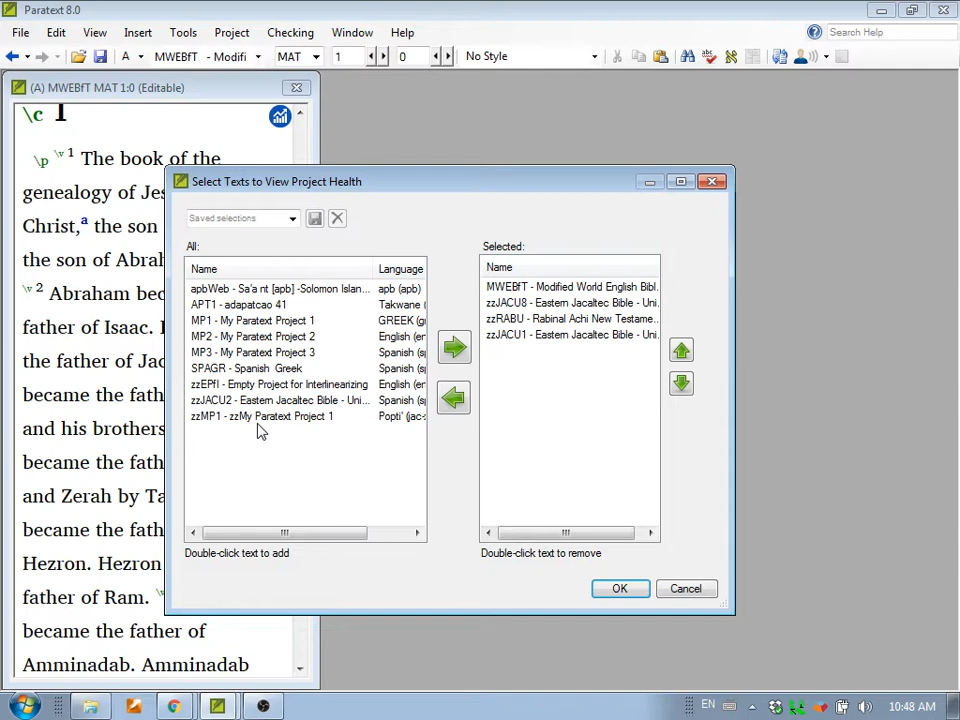 Paratext 8.0
File Edit View Insert Tools Project Checking Window Help
Search Help
A MWEBfT - Modifi MAT 1 0 No Style
(A) MWEBfT MAT 1:0 (Editable)
\c 1
\p \v 1 The book of the
genealogy of Jes
Christ,a the son
the son of Abrah
\v 2 Abraham bec
father of Isaac. I
the father of Jac
and his brothers
became the fath
and Zerah by Ta
became the fath
Hezron. Hezron
father of Ram. \v
became the father of
Amminadab. Amminadab
Select Texts to View Project Health
Saved selections
All:
Name Language
apbWeb - Sa'a nt [apb] -Solomon Islan... apb (apb)
APT1 - adapatcao 41 Takwane (
MP1 - My Paratext Project 1 GREEK (g
MP2 - My Paratext Project 2 English (en
MP3 - My Paratext Project 3 Spanish (s
SPAGR - Spanish Greek Spanish (s
zzEPfI - Empty Project for Interlinearizing English (en
zzJACU2 - Eastern Jacaltec Bible - Uni... Spanish (s
zzMP1 - zzMy Paratext Project 1 Popti' (jac-
Double-click text to add
Selected:
Name
MWEBfT - Modified World English Bibl.
zzJACU8 - Eastern Jacaltec Bible - Uni.
zzRABU - Rabinal Achi New Testame..
zzJACU1 - Eastern Jacaltec Bible - Uni.
Double-click text to remove
OK Cancel
EN 10:48 AM